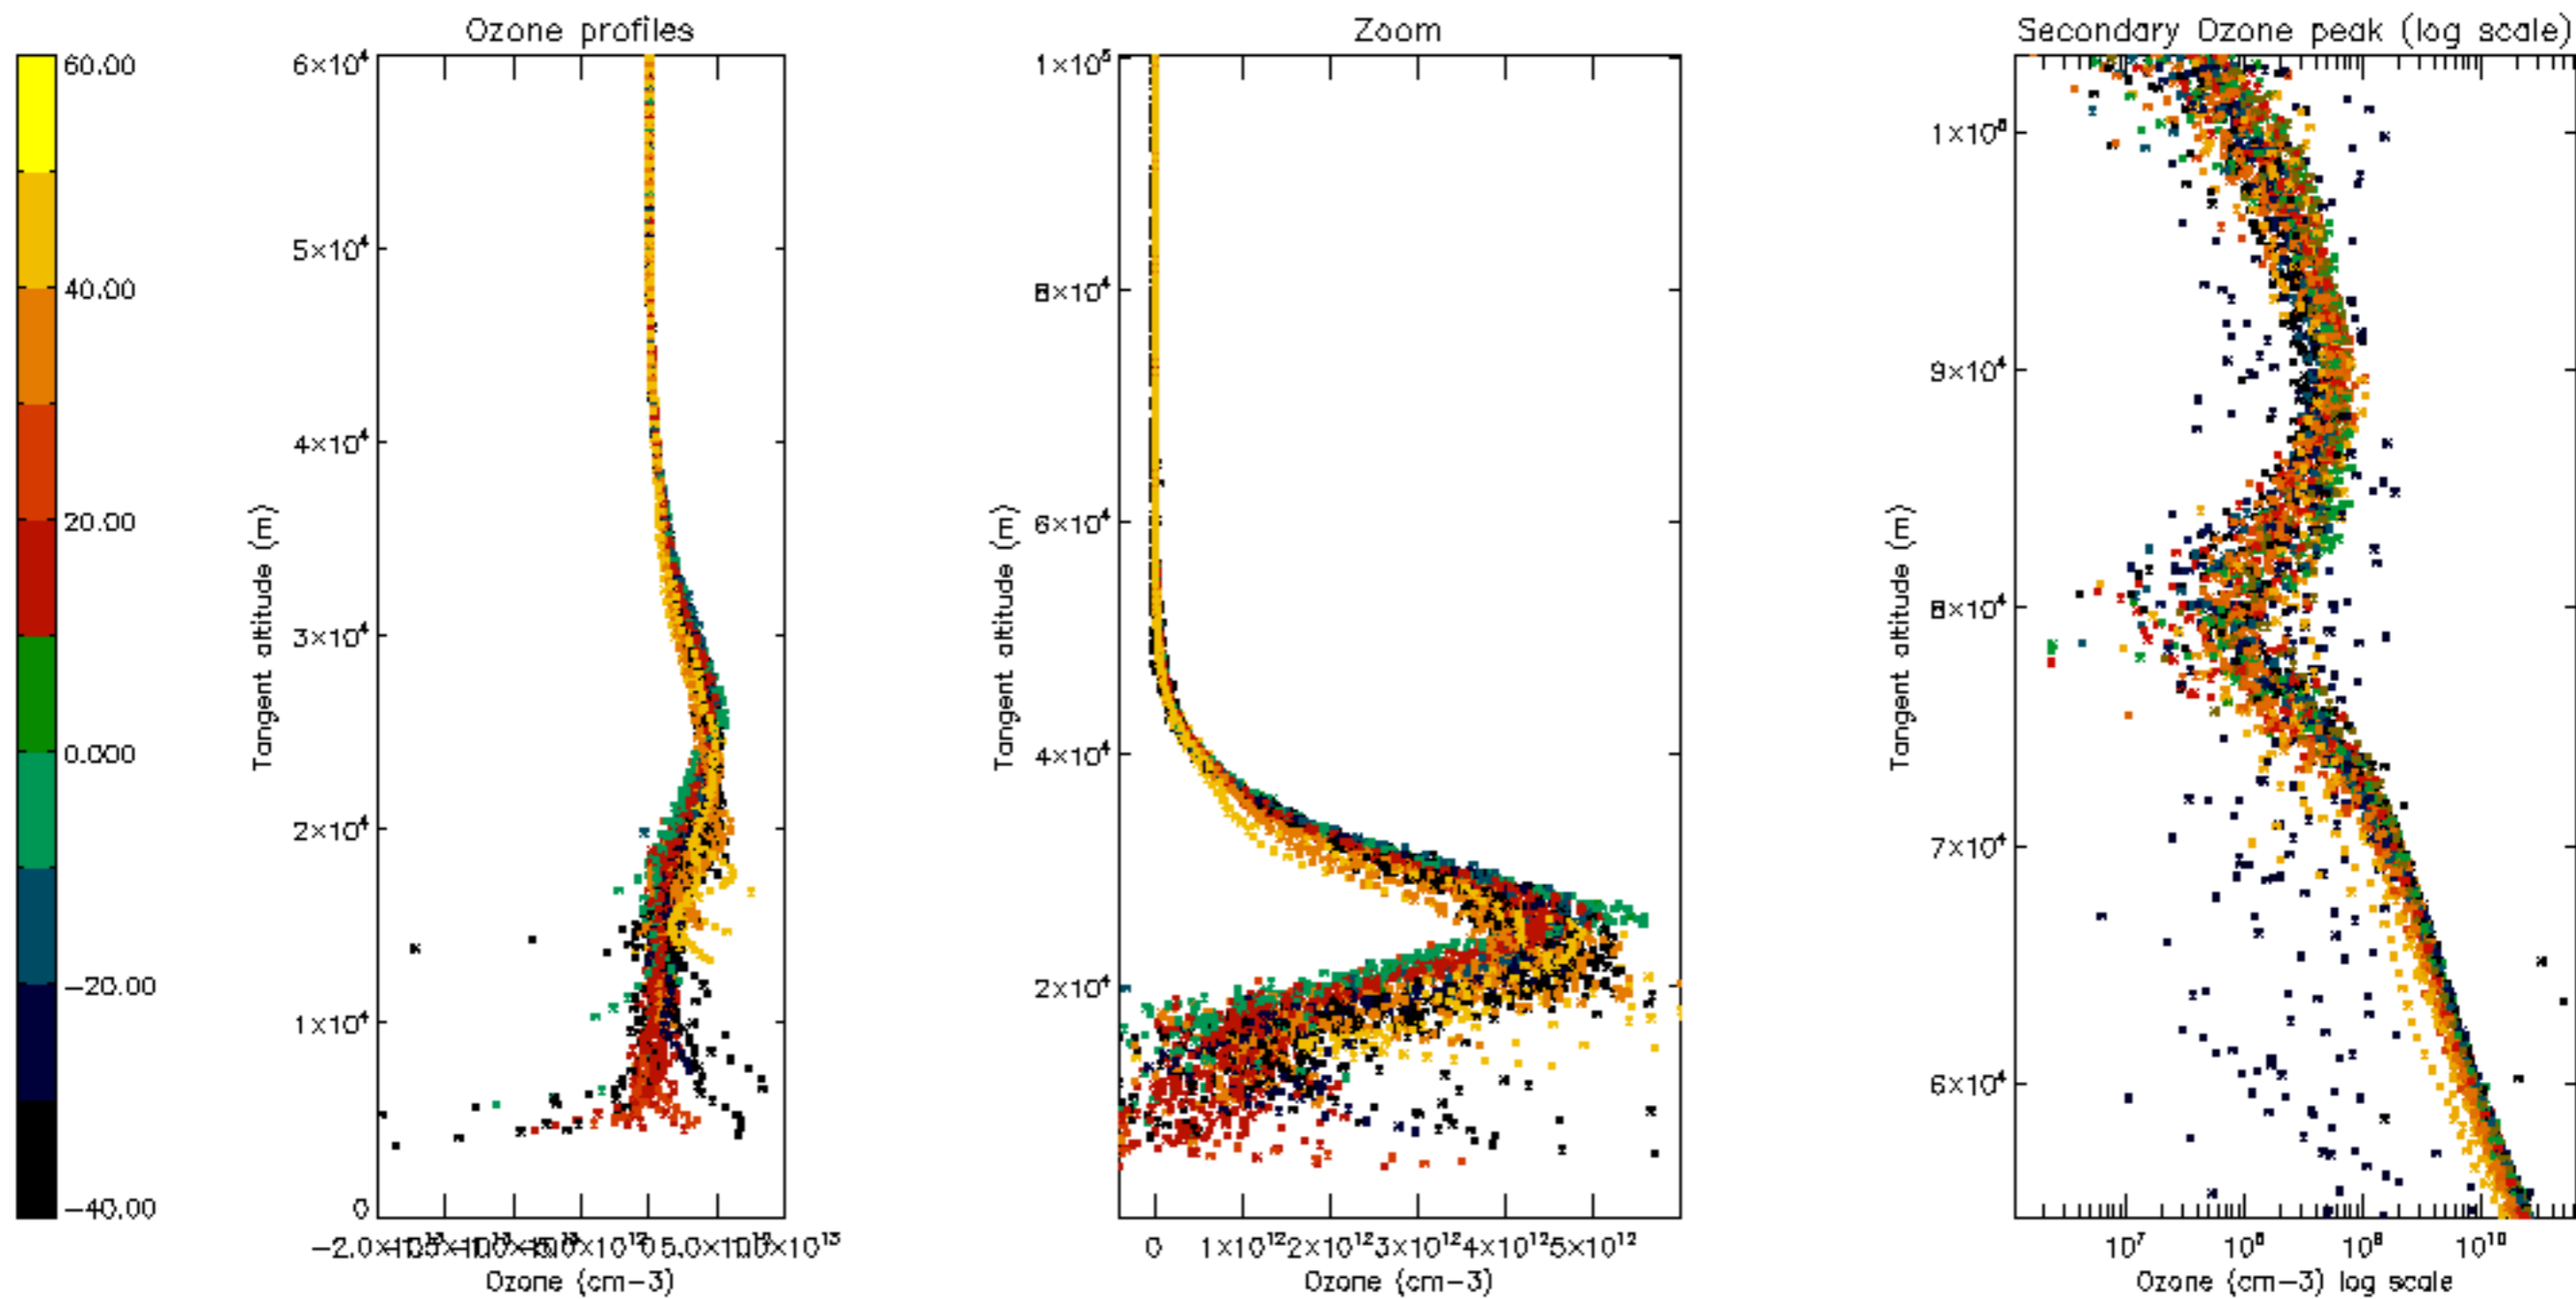 Ozone profiles
Zoom
Secondary Ozone peak (log scale)
60.00
40.00
20.00
0.000
−20.00
−40.00
6×10⁴
5×10⁴
4×10⁴
3×10⁴
2×10⁴
1×10⁴
0
Tangent altitude (m)
Ozone (cm−3)
1×10⁵
8×10⁴
6×10⁴
4×10⁴
2×10⁴
Tangent altitude (m)
0 1×10¹² 2×10¹² 3×10¹² 4×10¹² 5×10¹²
Ozone (cm−3)
9×10⁴
8×10⁴
7×10⁴
6×10⁴
Tangent altitude (m)
10⁷ 10⁸ 10⁹ 10¹⁰
Ozone (cm−3) log scale